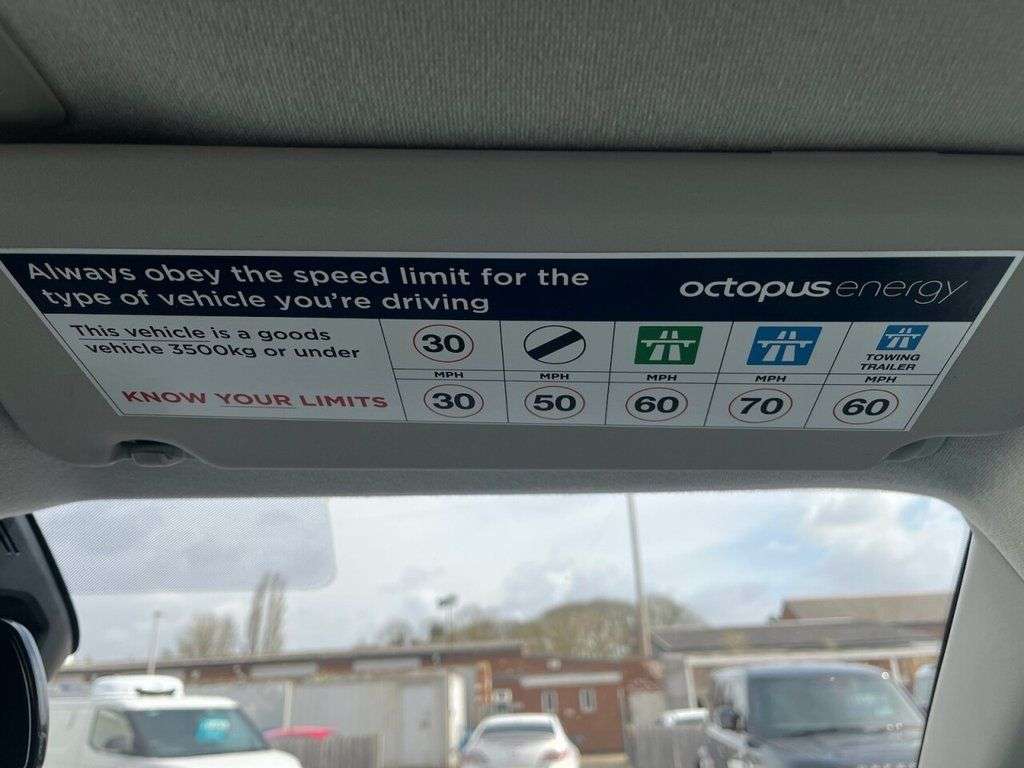 Always obey the speed limit for the
type of vehicle you're driving
octopus energy
This vehicle is a goods
vehicle 3500kg or under
KNOW YOUR LIMITS
30
TOWING
TRAILER
MPH MPH MPH MPH MPH
30 50 60 70 60